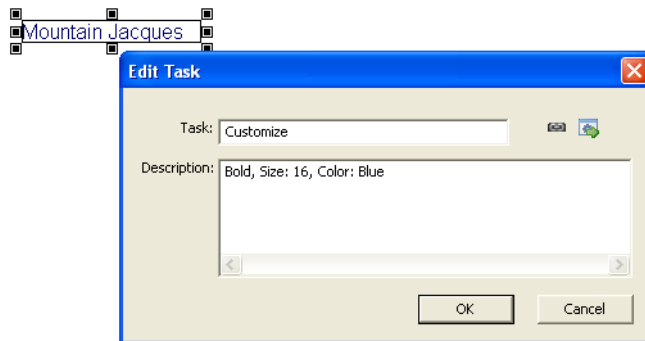 Mountain Jacques
Edit Task
Task: Customize
Description: Bold, Size: 16, Color: Blue
OK Cancel